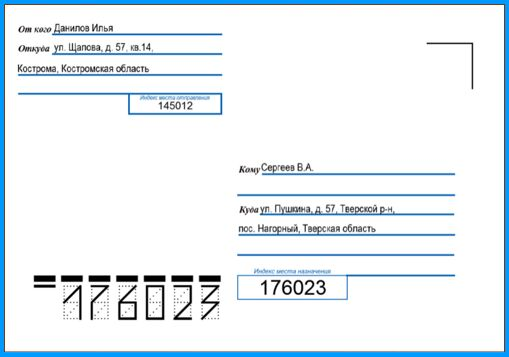 От кого Данилов Илья
Откуда ул. Щапова, д. 57, кв.14,
Кострома, Костромская область
Индекс места отправления
145012
Кому Сергеев В.А.
Куда ул. Пушкина, д. 57, Тверской р-н,
пос. Нагорный, Тверская область
Индекс места назначения
176023
176023